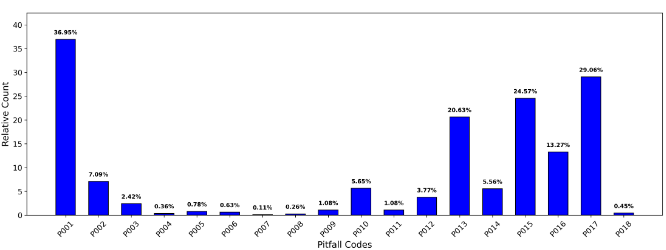 40
35
30
25
20
15
10
5
0
Relative Count
36.95%
7.09%
2.42%
0.36%
0.78%
0.63%
0.11%
0.26%
1.08%
5.65%
1.08%
3.77%
20.63%
5.56%
24.57%
13.27%
29.06%
0.45%
P001
P002
P003
P004
P005
P006
P007
P008
P009
P010
P011
P012
P013
P014
P015
P016
P017
P018
Pitfall Codes